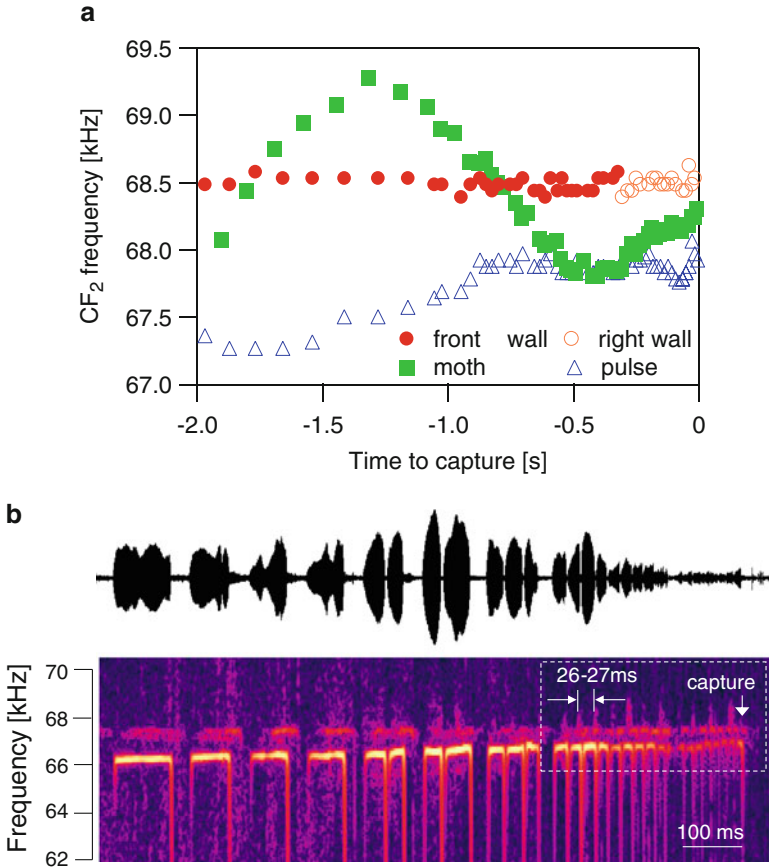 a
69.5
69.0
68.5
68.0
67.5
67.0
CF2 frequency [kHz]
front wall
right wall
moth
pulse
-2.0 -1.5 -1.0 -0.5 0
Time to capture [s]
b
70
68
66
64
62
Frequency [kHz]
26-27ms
capture
100 ms